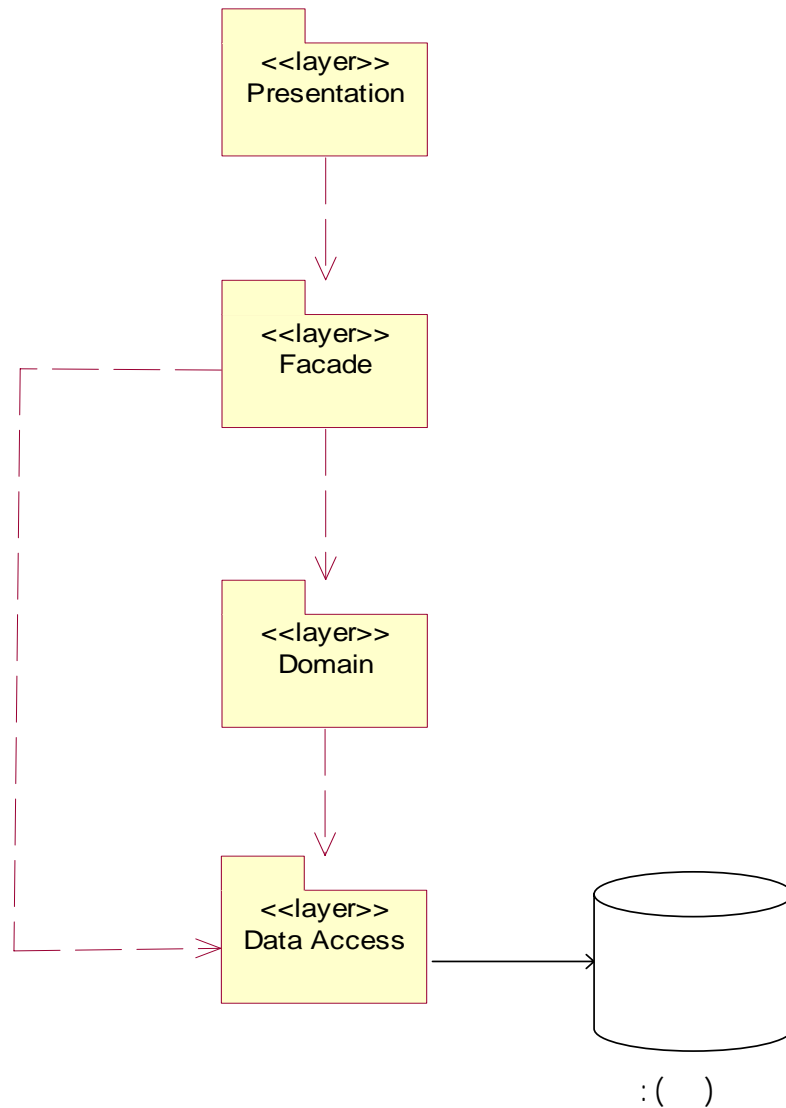 <<layer>>
Presentation
<<layer>>
Facade
<<layer>>
Domain
<<layer>>
Data Access
: (    )